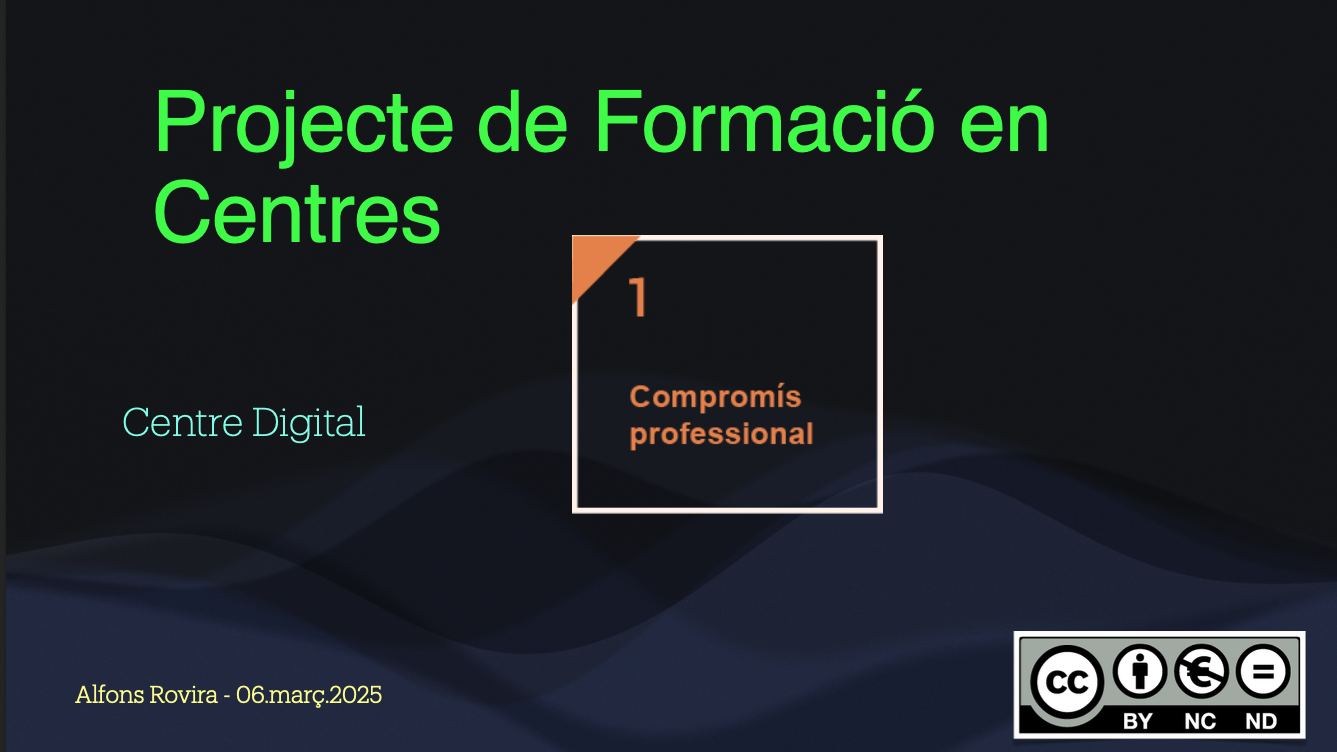 Projecte de Formació en
Centres
1
Compromís
professional
Centre Digital
Alfons Rovira - 06.març.2025
cc
BY NC ND